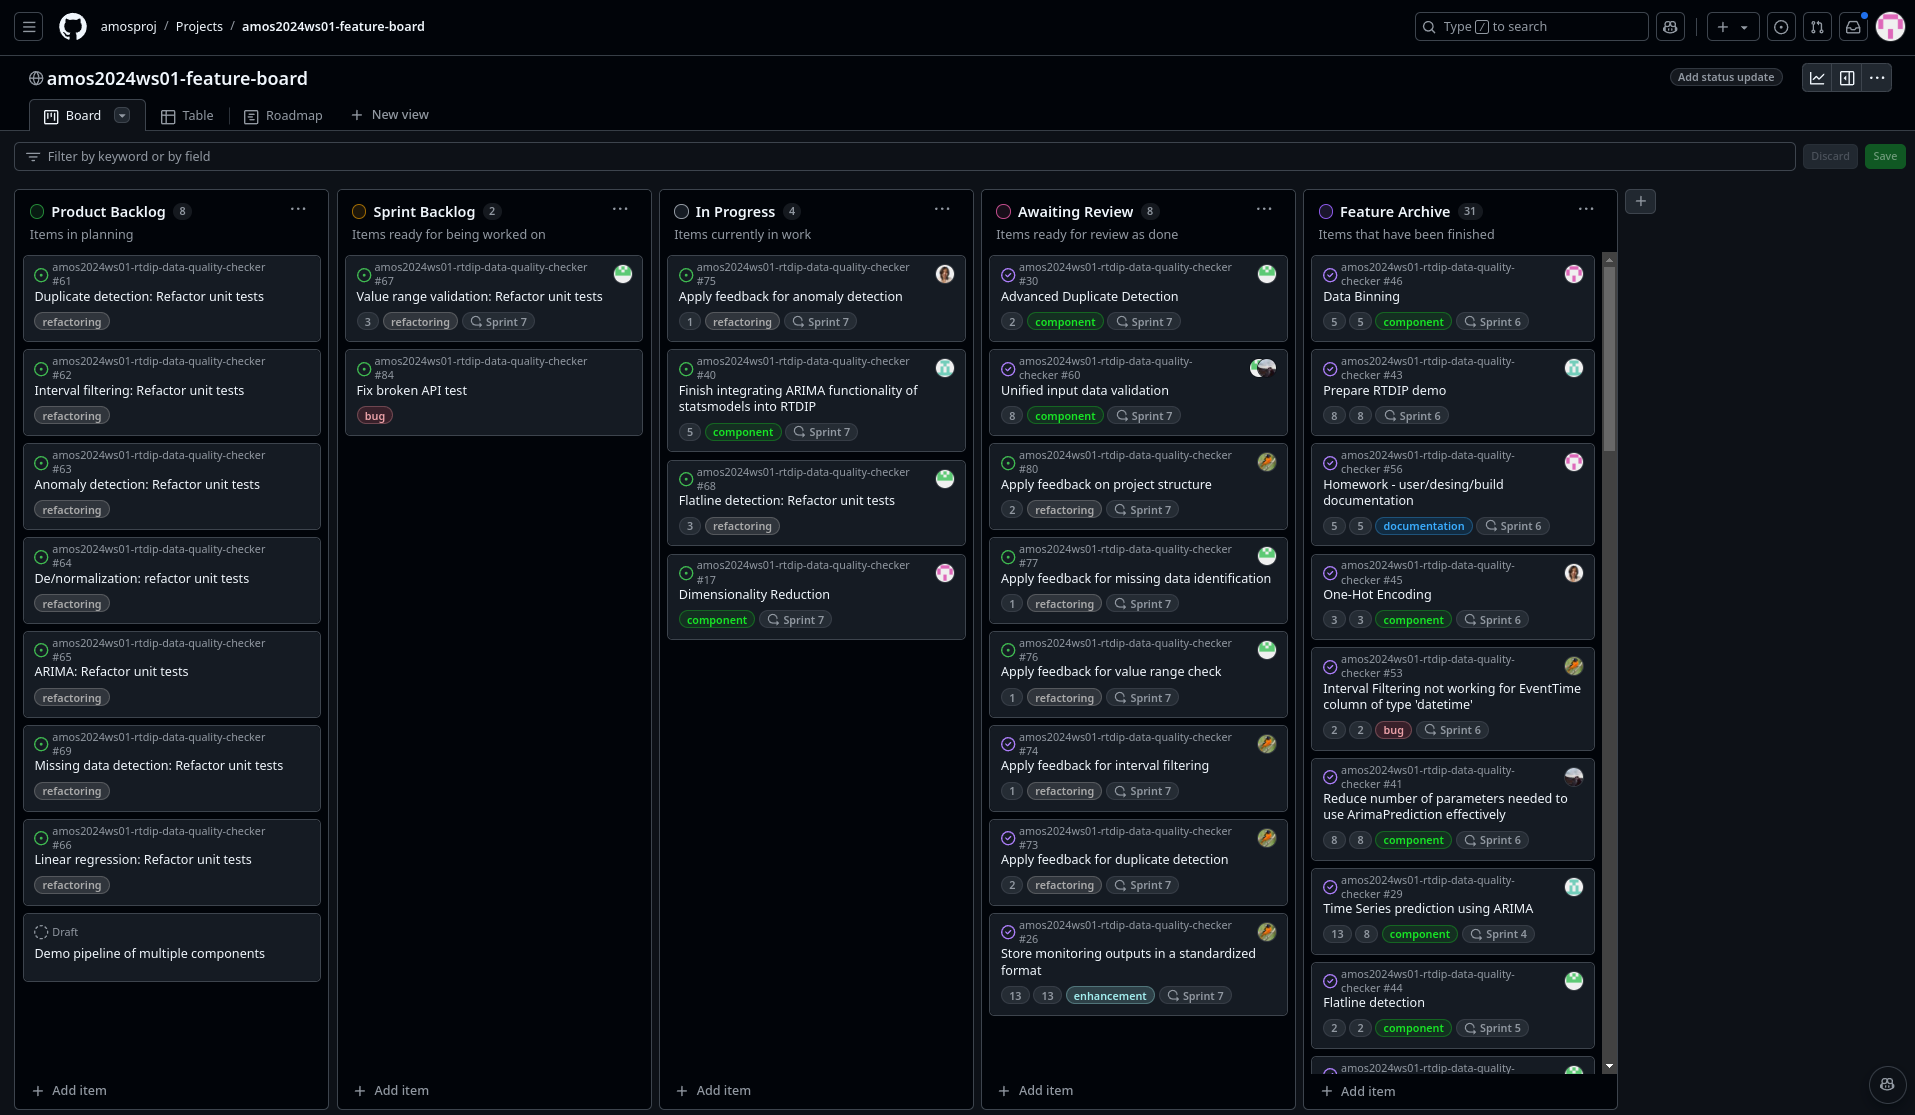 amosproj / Projects / amos2024ws01-feature-board
Type / to search
amos2024ws01-feature-board
Add status update
Board
Table
Roadmap
New view
Filter by keyword or by field
Discard
Save
Product Backlog 8
Items in planning
amos2024ws01-rtdip-data-quality-checker
#61
Duplicate detection: Refactor unit tests
refactoring
amos2024ws01-rtdip-data-quality-checker
#62
Interval filtering: Refactor unit tests
refactoring
amos2024ws01-rtdip-data-quality-checker
#63
Anomaly detection: Refactor unit tests
refactoring
amos2024ws01-rtdip-data-quality-checker
#64
De/normalization: refactor unit tests
refactoring
amos2024ws01-rtdip-data-quality-checker
#65
ARIMA: Refactor unit tests
refactoring
amos2024ws01-rtdip-data-quality-checker
#69
Missing data detection: Refactor unit tests
refactoring
amos2024ws01-rtdip-data-quality-checker
#66
Linear regression: Refactor unit tests
refactoring
Draft
Demo pipeline of multiple components
Add item
Sprint Backlog 2
Items ready for being worked on
amos2024ws01-rtdip-data-quality-checker
#67
Value range validation: Refactor unit tests
3 refactoring Sprint 7
amos2024ws01-rtdip-data-quality-checker
#84
Fix broken API test
bug
Add item
In Progress 4
Items currently in work
amos2024ws01-rtdip-data-quality-checker
#75
Apply feedback for anomaly detection
1 refactoring Sprint 7
amos2024ws01-rtdip-data-quality-checker
#40
Finish integrating ARIMA functionality of
statsmodels into RTDIP
5 component Sprint 7
amos2024ws01-rtdip-data-quality-checker
#68
Flatline detection: Refactor unit tests
3 refactoring
amos2024ws01-rtdip-data-quality-checker
#17
Dimensionality Reduction
component Sprint 7
Add item
Awaiting Review 8
Items ready for review as done
amos2024ws01-rtdip-data-quality-checker
#30
Advanced Duplicate Detection
2 component Sprint 7
amos2024ws01-rtdip-data-quality-
checker #60
Unified input data validation
8 component Sprint 7
amos2024ws01-rtdip-data-quality-checker
#80
Apply feedback on project structure
2 refactoring Sprint 7
amos2024ws01-rtdip-data-quality-checker
#77
Apply feedback for missing data identification
1 refactoring Sprint 7
amos2024ws01-rtdip-data-quality-checker
#76
Apply feedback for value range check
1 refactoring Sprint 7
amos2024ws01-rtdip-data-quality-checker
#74
Apply feedback for interval filtering
1 refactoring Sprint 7
amos2024ws01-rtdip-data-quality-checker
#73
Apply feedback for duplicate detection
2 refactoring Sprint 7
amos2024ws01-rtdip-data-quality-checker
#26
Store monitoring outputs in a standardized
format
13 13 enhancement Sprint 7
Add item
Feature Archive 31
Items that have been finished
amos2024ws01-rtdip-data-quality-
checker #46
Data Binning
5 5 component Sprint 6
amos2024ws01-rtdip-data-quality-
checker #43
Prepare RTDIP demo
8 8 Sprint 6
amos2024ws01-rtdip-data-quality-
checker #56
Homework - user/desing/build
documentation
5 5 documentation Sprint 6
amos2024ws01-rtdip-data-quality-
checker #45
One-Hot Encoding
3 3 component Sprint 6
amos2024ws01-rtdip-data-quality-
checker #53
Interval Filtering not working for EventTime
column of type 'datetime'
2 2 bug Sprint 6
amos2024ws01-rtdip-data-quality-
checker #41
Reduce number of parameters needed to
use ArimaPrediction effectively
8 8 component Sprint 6
amos2024ws01-rtdip-data-quality-
checker #29
Time Series prediction using ARIMA
13 8 component Sprint 4
amos2024ws01-rtdip-data-quality-
checker #44
Flatline detection
2 2 component Sprint 5
amos2024ws01-rtdip-data-quality-
Add item